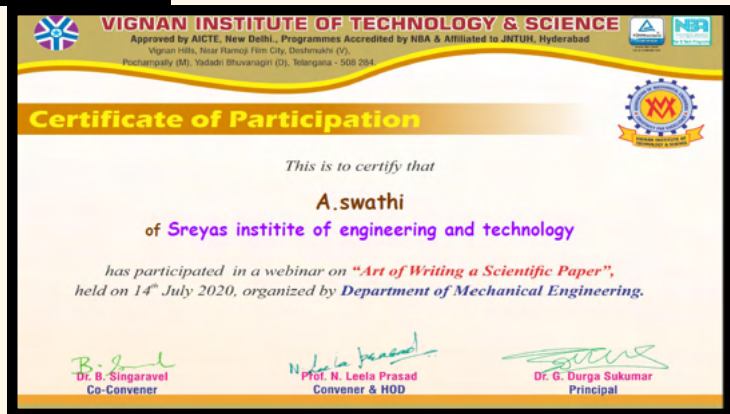 VIGNAN INSTITUTE OF TECHNOLOGY & SCIENCE
Approved by AICTE, New Delhi., Programmes Accredited by NBA & Affiliated to JNTUH, Hyderabad
Vignan Hills, Near Ramoji Film City, Deshmukhi (V),
Pochampally (M), Yadadri Bhuvanagiri (D), Telangana - 508 284.
NBA
Certificate of Participation
This is to certify that
A.swathi
of Sreyas institite of engineering and technology
has participated in a webinar on “Art of Writing a Scientific Paper”,
held on 14th July 2020, organized by Department of Mechanical Engineering.
Dr. B. Singaravel
Co-Convener
Prof. N. Leela Prasad
Convener & HOD
Dr. G. Durga Sukumar
Principal